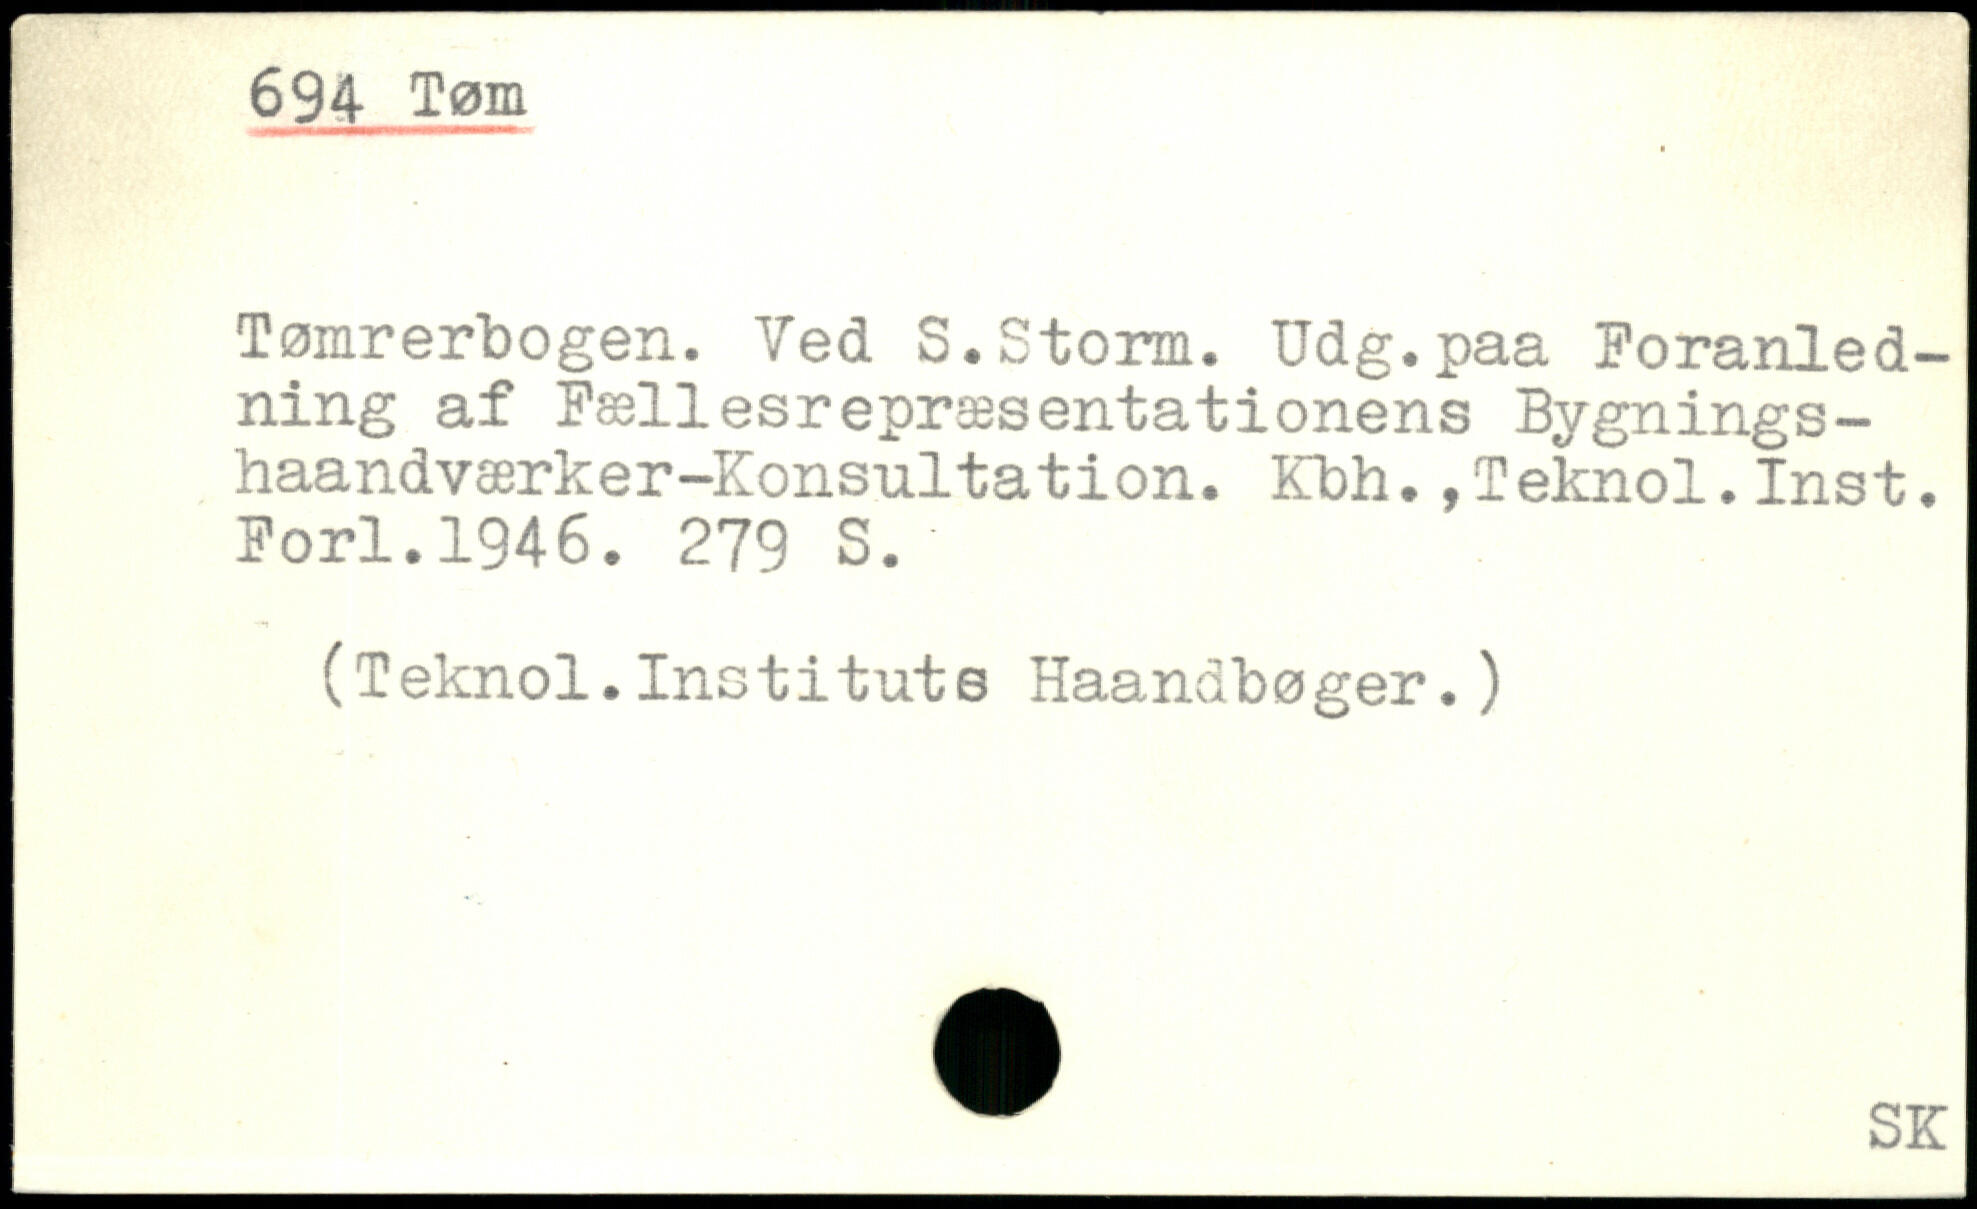 694 Tøm
Tømrerbogen. Ved S.Storm. Udg.paa Foranled-
ning af Fællesrepræsentationens Bygnings-
haandværker-Konsultation. Kbh.,Teknol.Inst.
Forl.1946. 279 S.
(Teknol.Instituts Haandbøger.)
SK